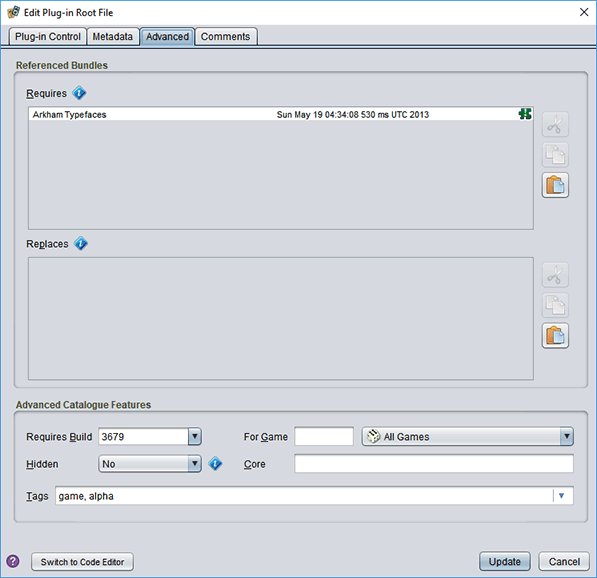 Edit Plug-in Root File
Plug-in Control Metadata Advanced Comments
Referenced Bundles
Requires
Arkham Typefaces Sun May 19 04:34:08 530 ms UTC 2013
Replaces
Advanced Catalogue Features
Requires Build 3679 For Game All Games
Hidden No Core
Tags game, alpha
? Switch to Code Editor Update Cancel